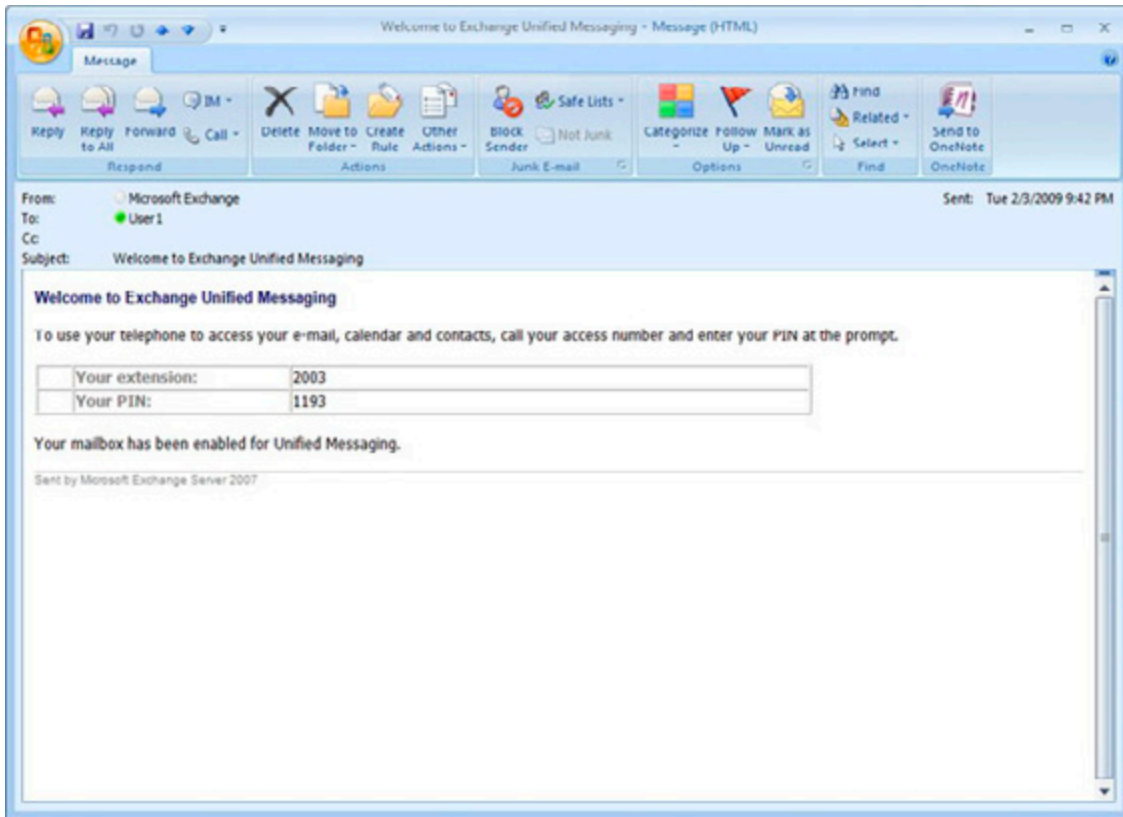 Welcome to Exchange Unified Messaging - Message (HTML)
Message
Reply
Reply to All
Forward
IM
Call
Respond
Delete
Move to Folder
Create Rule
Other Actions
Actions
Block Sender
Safe Lists
Not Junk
Junk E-mail
Categorize
Follow Up
Mark as Unread
Options
Find
Related
Select
Find
Send to OneNote
OneNote
From: Microsoft Exchange
Sent: Tue 2/3/2009 9:42 PM
To: User1
Cc:
Subject: Welcome to Exchange Unified Messaging
Welcome to Exchange Unified Messaging
To use your telephone to access your e-mail, calendar and contacts, call your access number and enter your PIN at the prompt.
Your extension: 2003
Your PIN: 1193
Your mailbox has been enabled for Unified Messaging.
Sent by Microsoft Exchange Server 2007